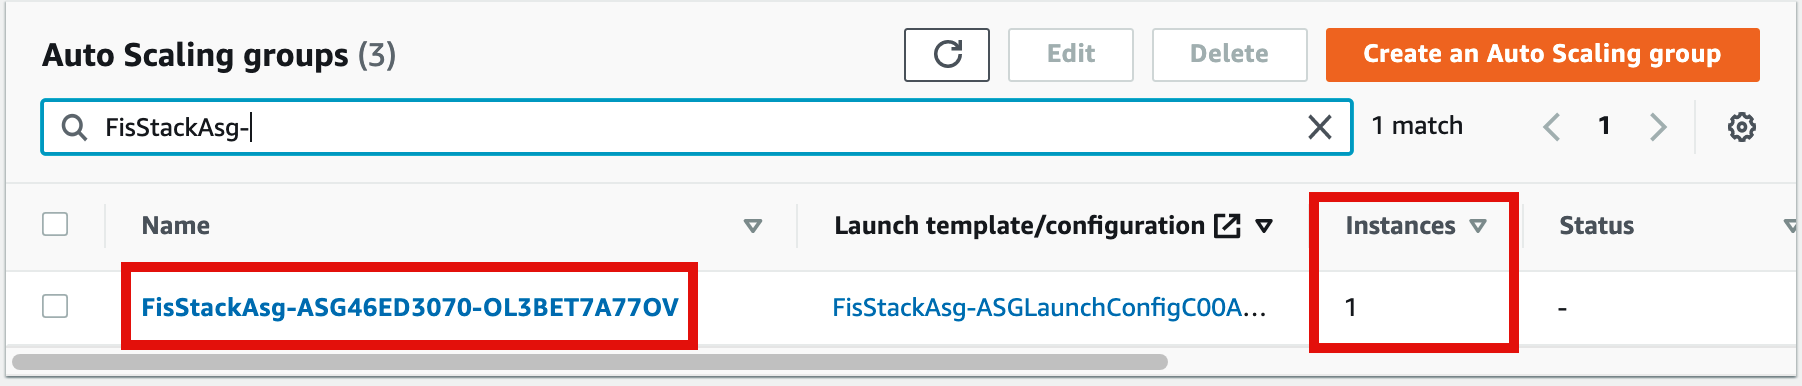 Auto Scaling groups (3)
Edit
Delete
Create an Auto Scaling group
FisStackAsg-
1 match
1
Name
Launch template/configuration
Instances
Status
FisStackAsg-ASG46ED3070-OL3BET7A77OV
FisStackAsg-ASGLaunchConfigC00A...
1
-